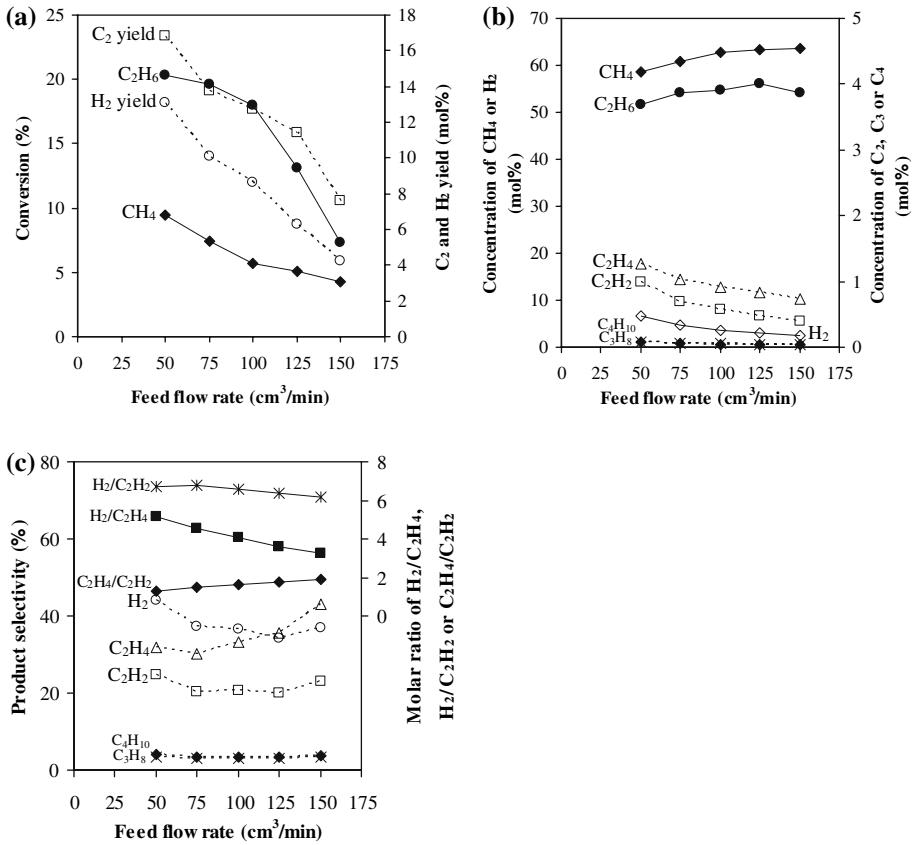 (a)
25
20
15
10
5
0
Conversion (%)
C₂ yield
C₂H₆
H₂ yield
CH₄
18
16
14
12
10
8
6
4
2
0
C₂ and H₂ yield (mol%)
0 25 50 75 100 125 150 175
Feed flow rate (cm³/min)
(b)
70
60
50
40
30
20
10
0
Concentration of CH₄ or H₂
(mol%)
CH₄
C₂H₆
C₂H₄
C₂H₂
C₄H₁₀
C₃H₈
H₂
5
4
3
2
1
0
Concentration of C₂, C₃ or C₄
(mol%)
0 25 50 75 100 125 150 175
Feed flow rate (cm³/min)
(c)
80
60
40
20
0
Product selectivity (%)
H₂/C₂H₂
H₂/C₂H₄
C₂H₄/C₂H₂
H₂
C₂H₄
C₂H₂
C₄H₁₀
C₃H₈
8
6
4
2
0
Molar ratio of H₂/C₂H₄,
H₂/C₂H₂ or C₂H₄/C₂H₂
0 25 50 75 100 125 150 175
Feed flow rate (cm³/min)